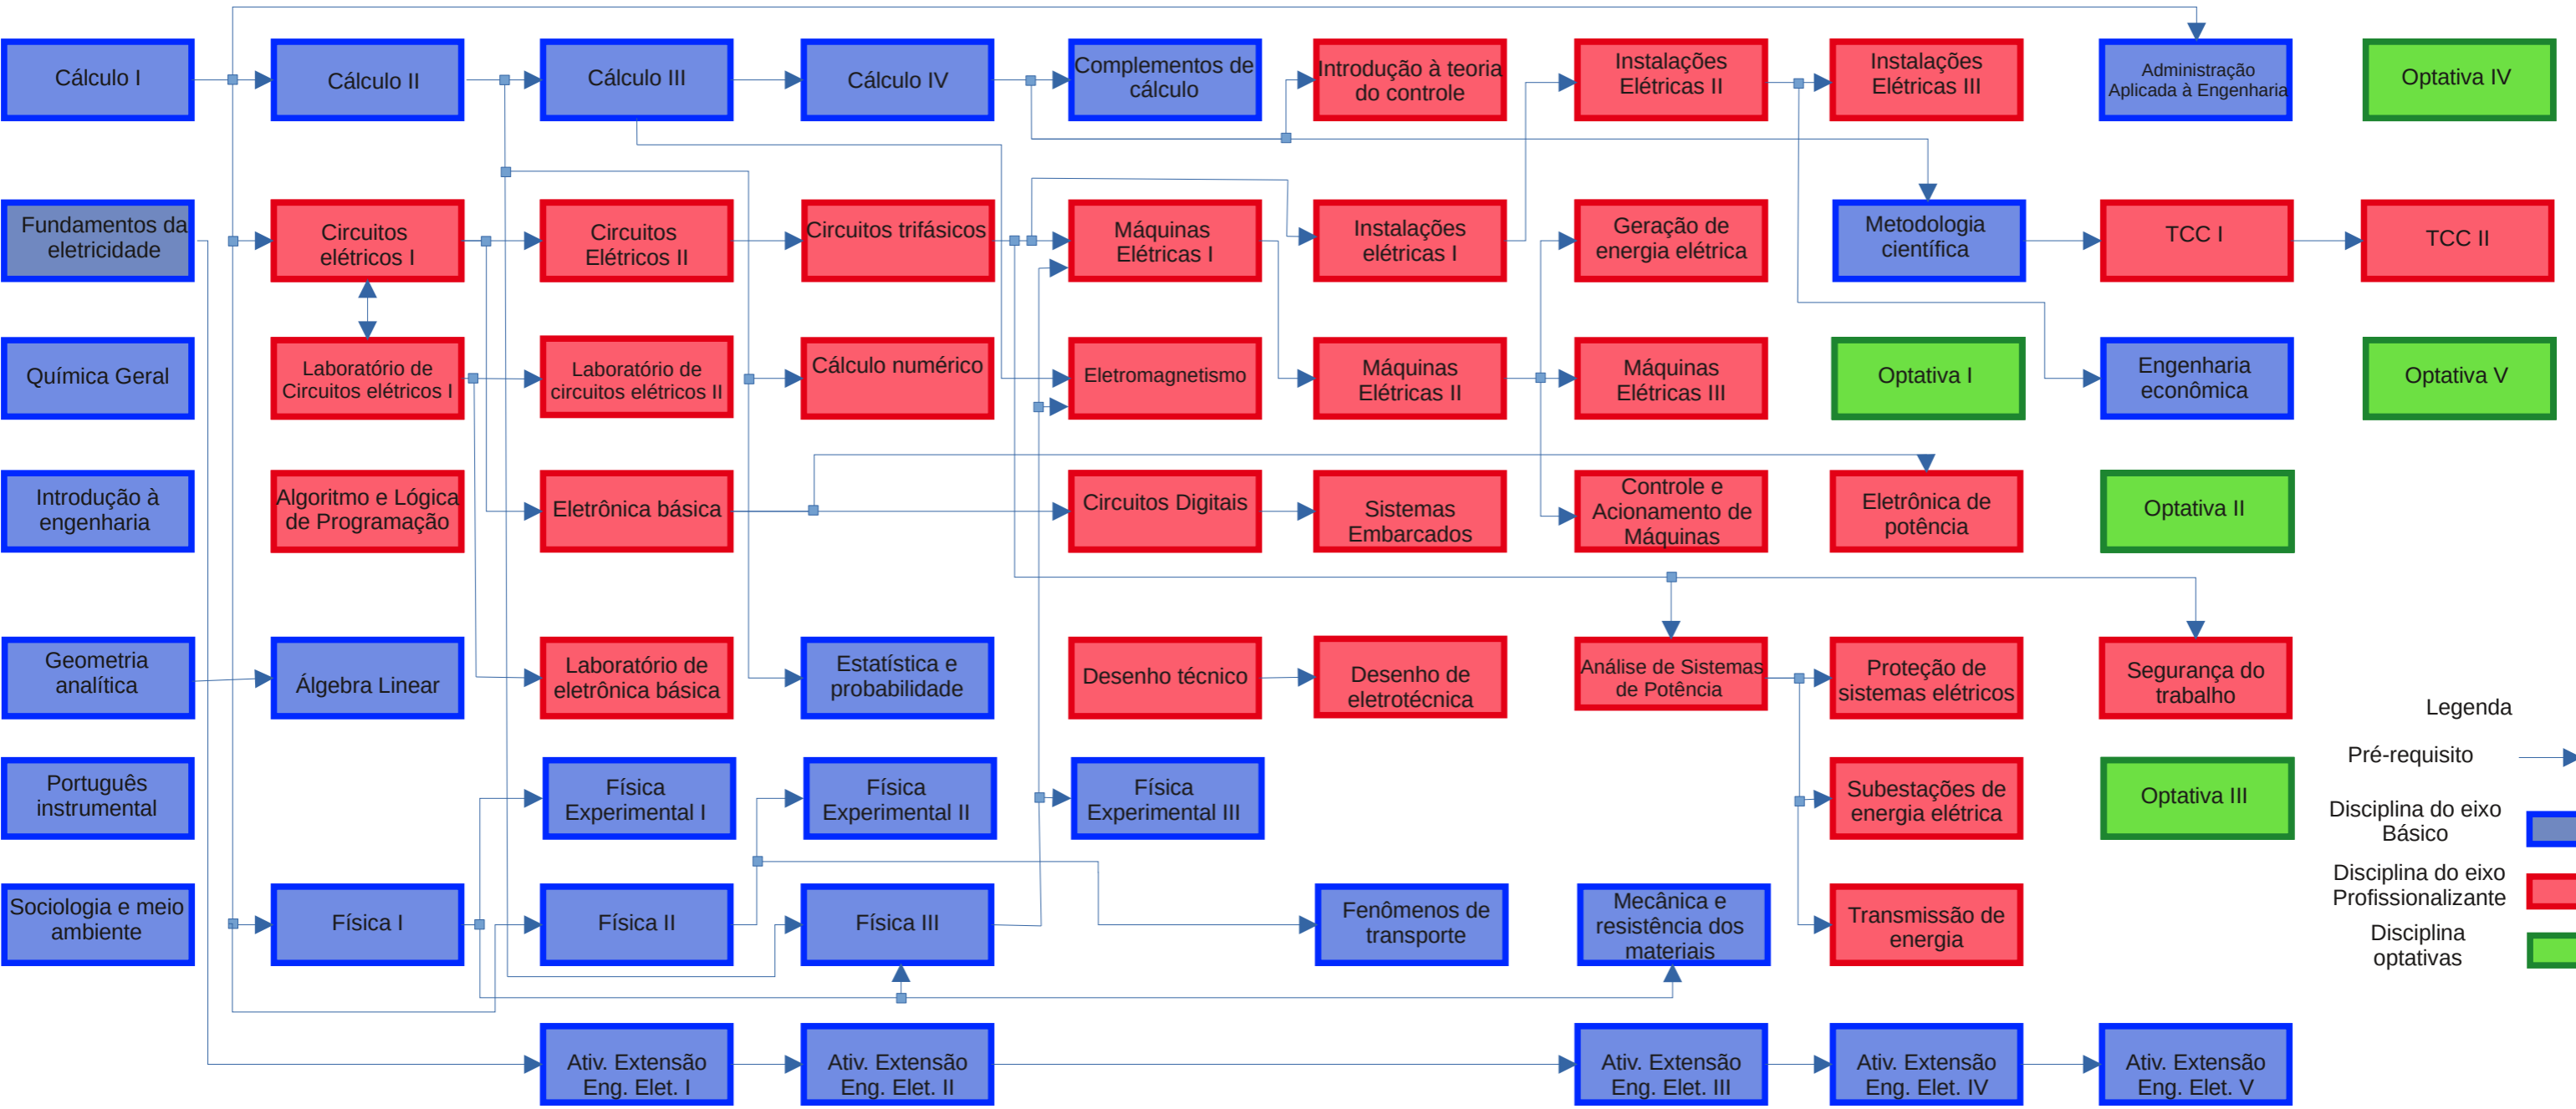 Cálculo I
Cálculo II
Cálculo III
Cálculo IV
Complementos de
cálculo
Introdução à teoria
do controle
Instalações
Elétricas II
Instalações
Elétricas III
Administração
Aplicada à Engenharia
Optativa IV
Fundamentos da
eletricidade
Circuitos
elétricos I
Circuitos
Elétricos II
Circuitos trifásicos
Máquinas
Elétricas I
Instalações
elétricas I
Geração de
energia elétrica
Metodologia
científica
TCC I
TCC II
Química Geral
Laboratório de
Circuitos elétricos I
Laboratório de
circuitos elétricos II
Cálculo numérico
Eletromagnetismo
Máquinas
Elétricas II
Máquinas
Elétricas III
Optativa I
Engenharia
econômica
Optativa V
Introdução à
engenharia
Algoritmo e Lógica
de Programação
Eletrônica básica
Circuitos Digitais
Sistemas
Embarcados
Controle e
Acionamento de
Máquinas
Eletrônica de
potência
Optativa II
Geometria
analítica
Álgebra Linear
Laboratório de
eletrônica básica
Estatística e
probabilidade
Desenho técnico
Desenho de
eletrotécnica
Análise de Sistemas
de Potência
Proteção de
sistemas elétricos
Segurança do
trabalho
Português
instrumental
Física
Experimental I
Física
Experimental II
Física
Experimental III
Subestações de
energia elétrica
Optativa III
Sociologia e meio
ambiente
Física I
Física II
Física III
Fenômenos de
transporte
Mecânica e
resistência dos
materiais
Transmissão de
energia
Ativ. Extensão
Eng. Elet. I
Ativ. Extensão
Eng. Elet. II
Ativ. Extensão
Eng. Elet. III
Ativ. Extensão
Eng. Elet. IV
Ativ. Extensão
Eng. Elet. V
Legenda
Pré-requisito
Disciplina do eixo
Básico
Disciplina do eixo
Profissionalizante
Disciplina
optativas